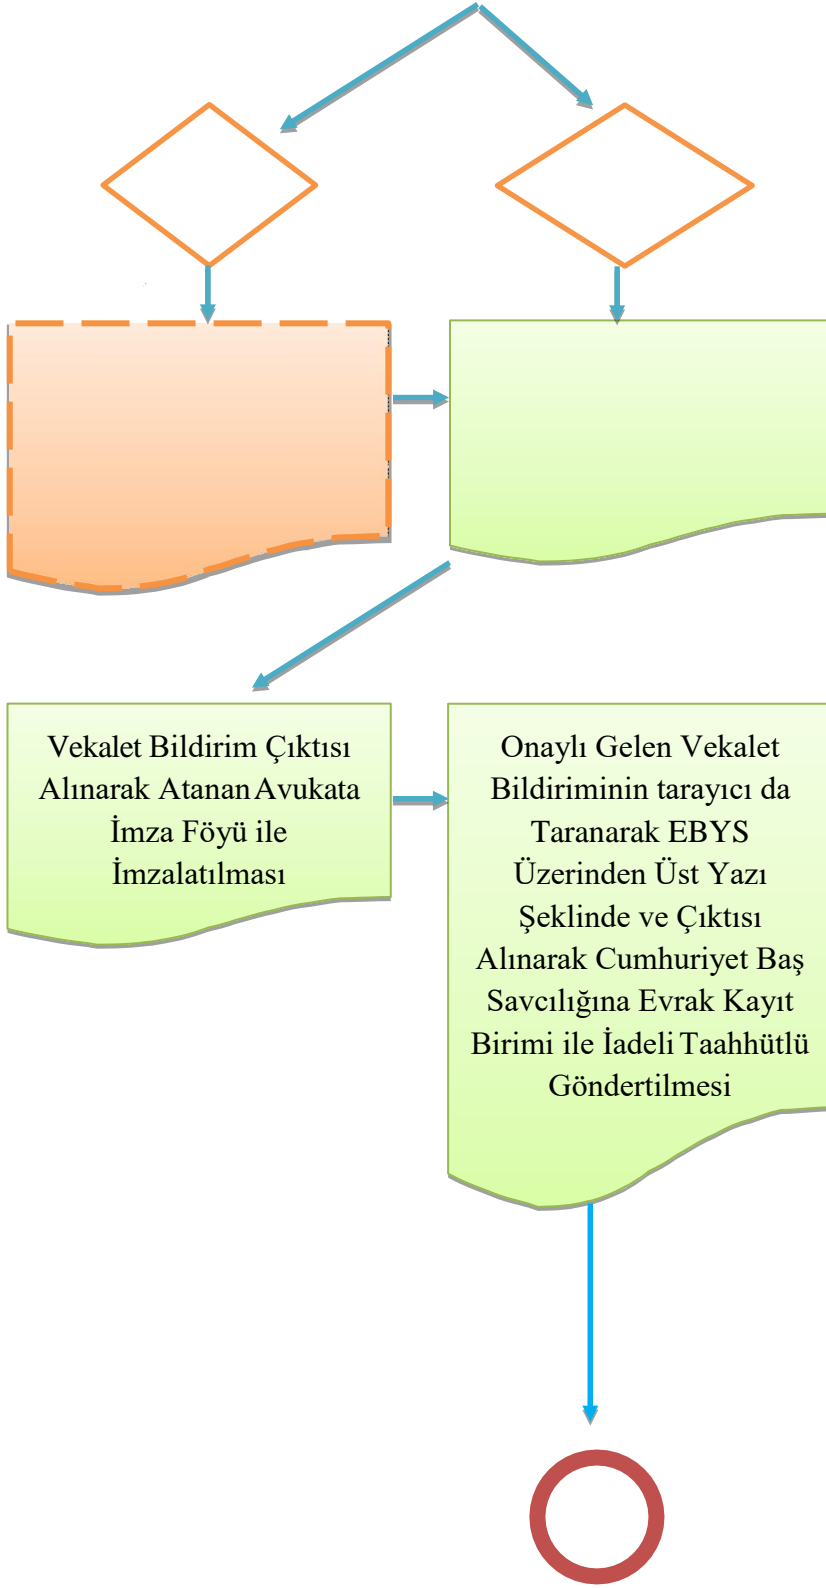 Vekalet Bildirim Çıktısı
Alınarak Atanan Avukata
İmza Föyü ile
İmzalatılması
Onaylı Gelen Vekalet
Bildiriminin tarayıcı da
Taranarak EBYS
Üzerinden Üst Yazı
Şeklinde ve Çıktısı
Alınarak Cumhuriyet Baş
Savcılığına Evrak Kayıt
Birimi ile İadeli Taahhütlü
Göndertilmesi